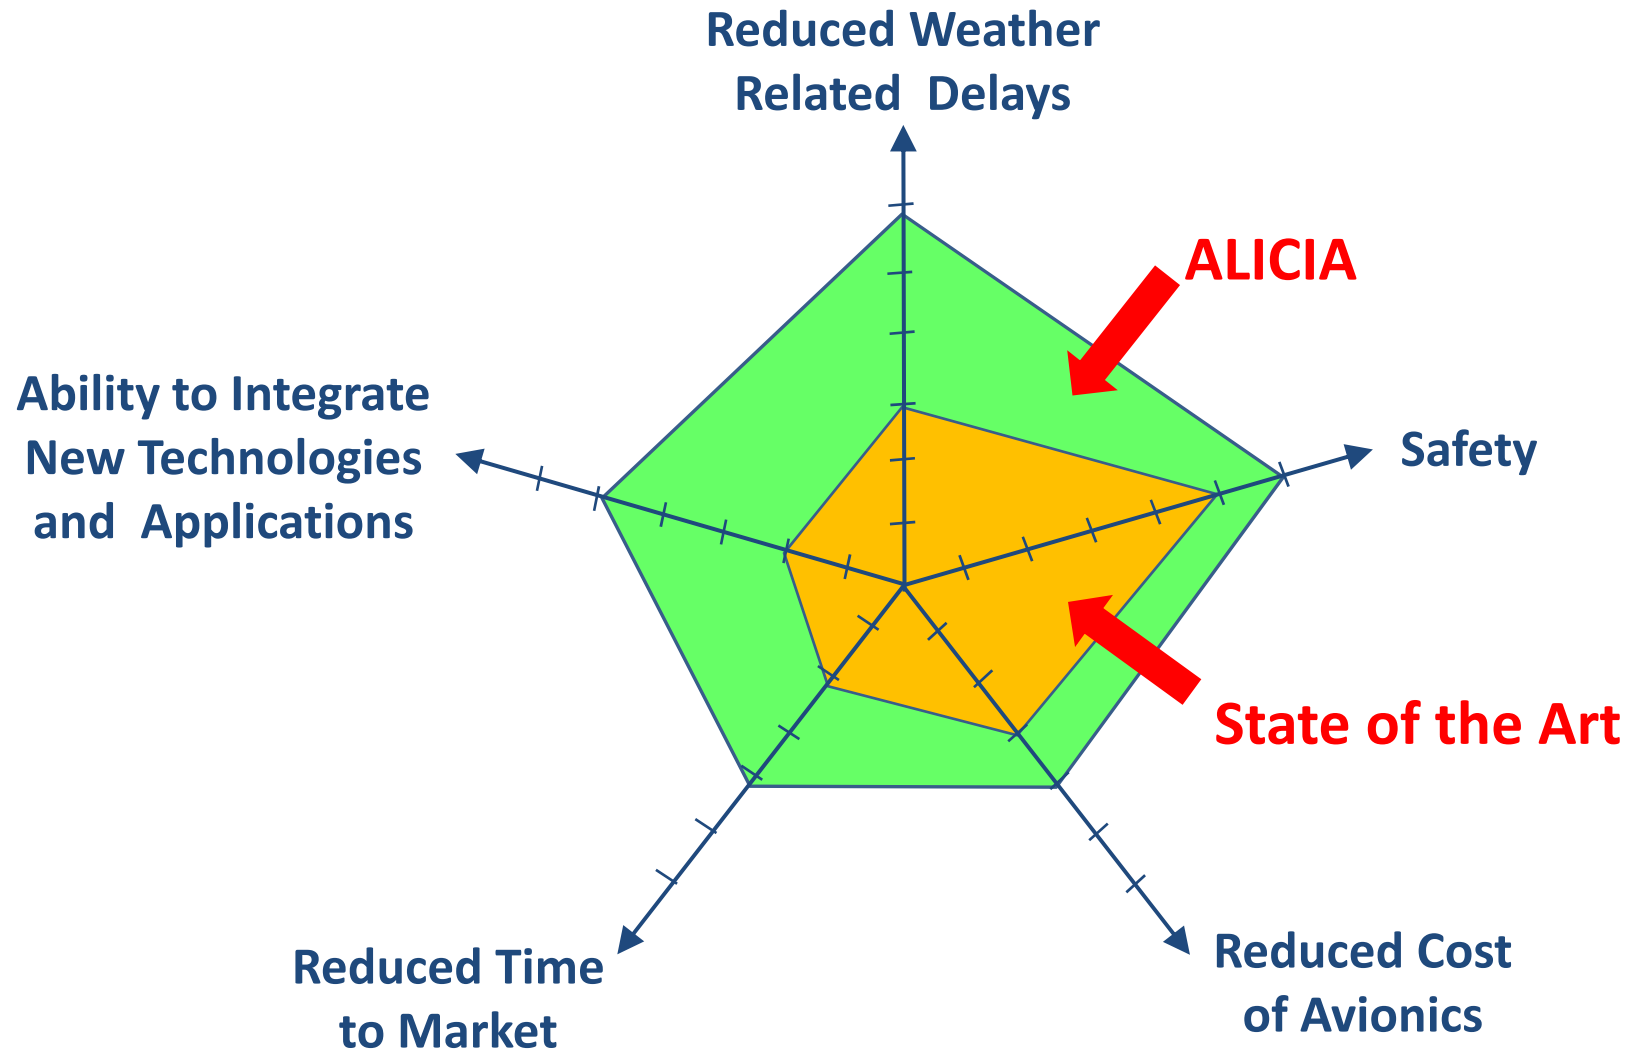 Reduced Weather
Related Delays
ALICIA
Ability to Integrate
New Technologies
and Applications
Safety
State of the Art
Reduced Time
to Market
Reduced Cost
of Avionics